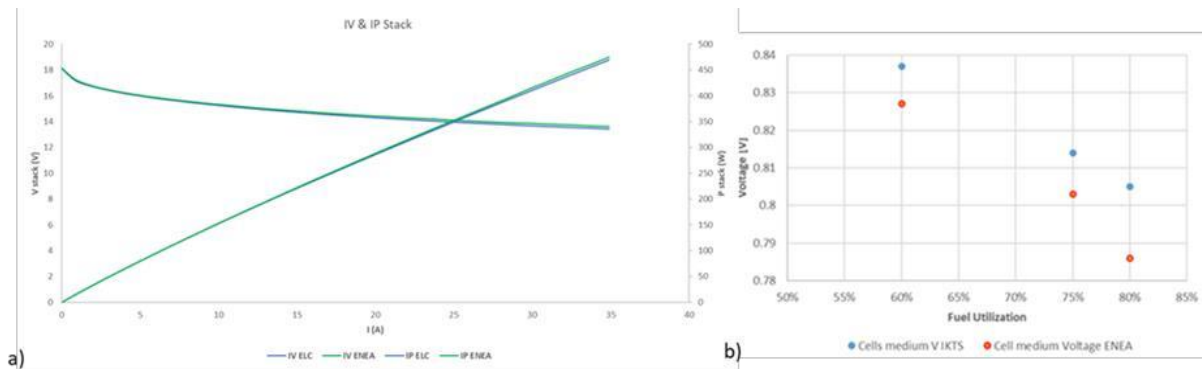 IV & IP Stack
20
18
16
14
12
10
8
6
4
2
0
V stack (V)
500
450
400
350
300
250
200
150
100
50
0
P stack (W)
0 5 10 15 20 25 30 35 40
I (A)
IV ELC IV ENEA IP ELC IP ENEA
a)
0.84
0.83
0.82
0.81
0.8
0.79
0.78
Voltage [V]
50% 55% 60% 65% 70% 75% 80% 85%
Fuel Utilization
Cells medium V IKTS Cell medium Voltage ENEA
b)